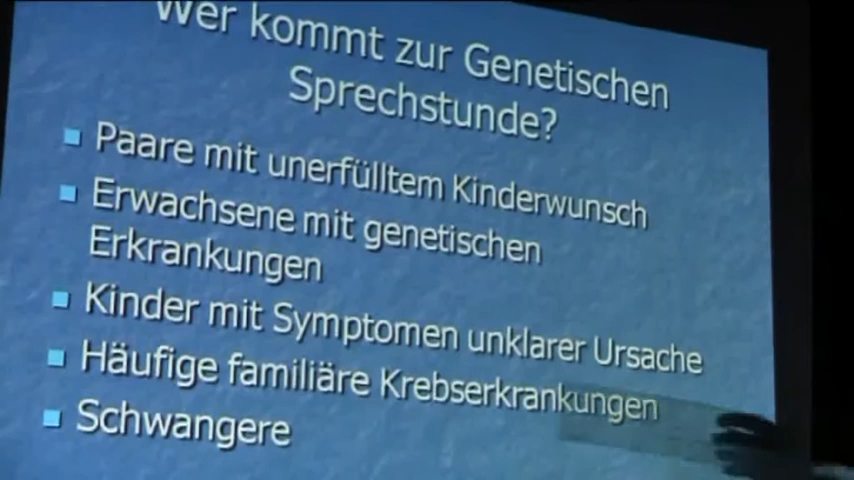 Wer kommt zur Genetischen
Sprechstunde?
Paare mit unerfülltem Kinderwunsch
Erwachsene mit genetischen
Erkrankungen
Kinder mit Symptomen unklarer Ursache
Häufige familiäre Krebserkrankungen
Schwangere